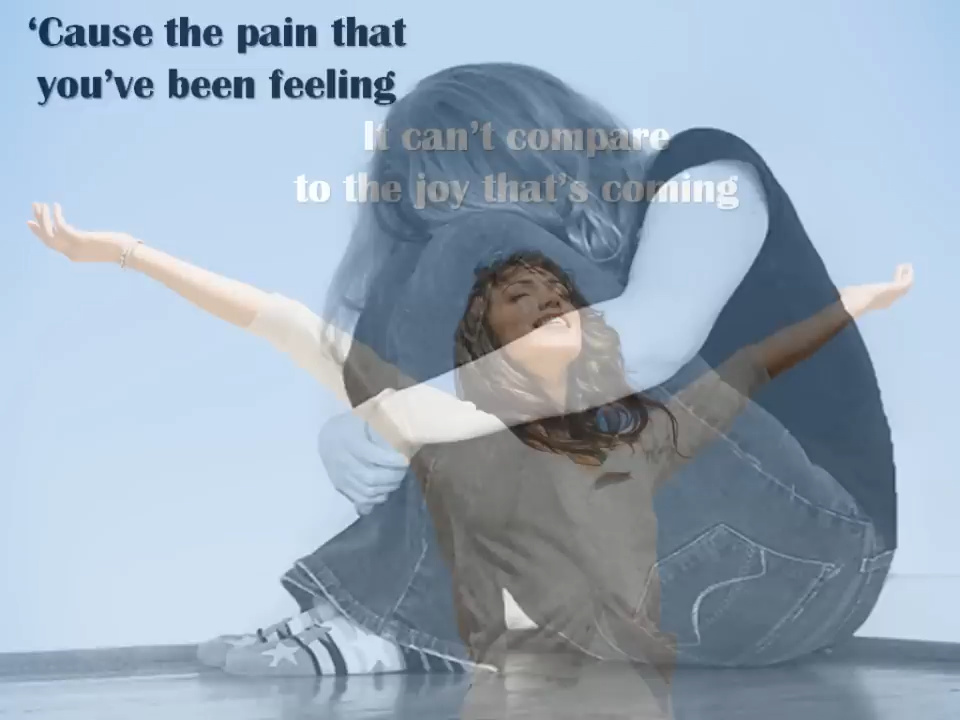 ‘Cause the pain that
you’ve been feeling
It can’t compare
to the joy that’s coming